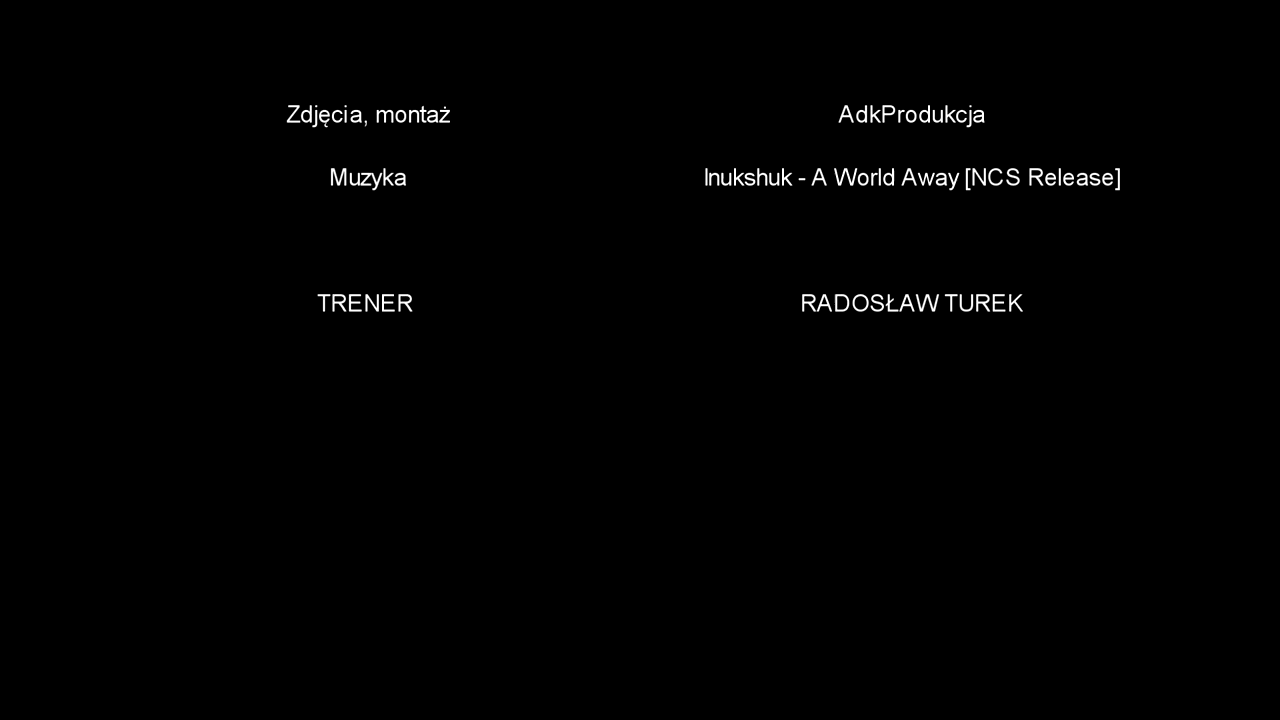 Zdjęcia, montaż AdkProdukcja
Muzyka Inukshuk - A World Away [NCS Release]
TRENER RADOSŁAW TUREK